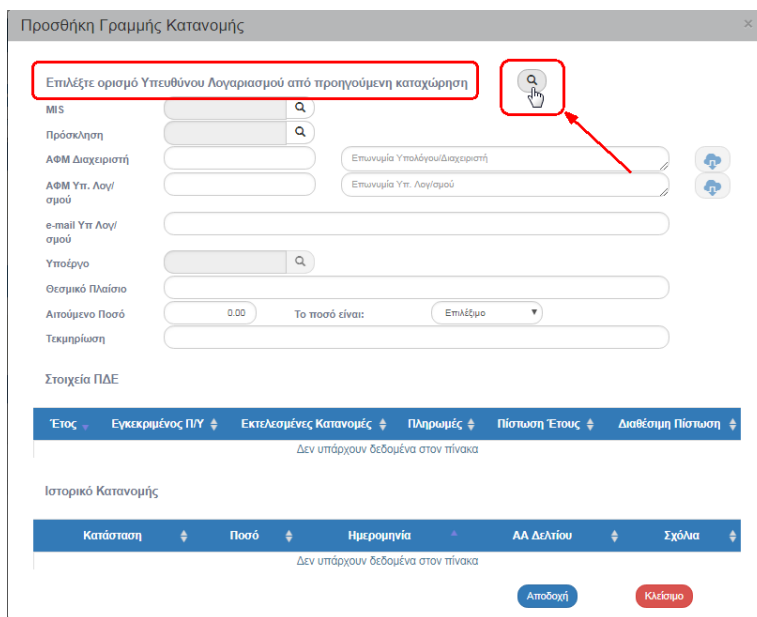 Προσθήκη Γραμμής Κατανομής ×
Επιλέξτε ορισμό Υπευθύνου Λογαριασμού από προηγούμενη καταχώρηση
MIS
Πρόσκληση
ΑΦΜ Διαχειριστή Επωνυμία Υπολόγου/Διαχειριστή
ΑΦΜ Υπ. Λογ/ Επωνυμία Υπ. Λογ/σμού
σμού
e-mail Υπ Λογ/
σμού
Υποέργο
Θεσμικό Πλαίσιο
Αιτούμενο Ποσό 0.00 Το ποσό είναι: Επιλέξιμο
Τεκμηρίωση
Στοιχεία ΠΔΕ
Έτος Εγκεκριμένος Π/Υ Εκτελεσμένες Κατανομές Πληρωμές Πίστωση Έτους Διαθέσιμη Πίστωση
Δεν υπάρχουν δεδομένα στον πίνακα
Ιστορικό Κατανομής
Κατάσταση Ποσό Ημερομηνία ΑΑ Δελτίου Σχόλια
Δεν υπάρχουν δεδομένα στον πίνακα
Αποδοχή Κλείσιμο